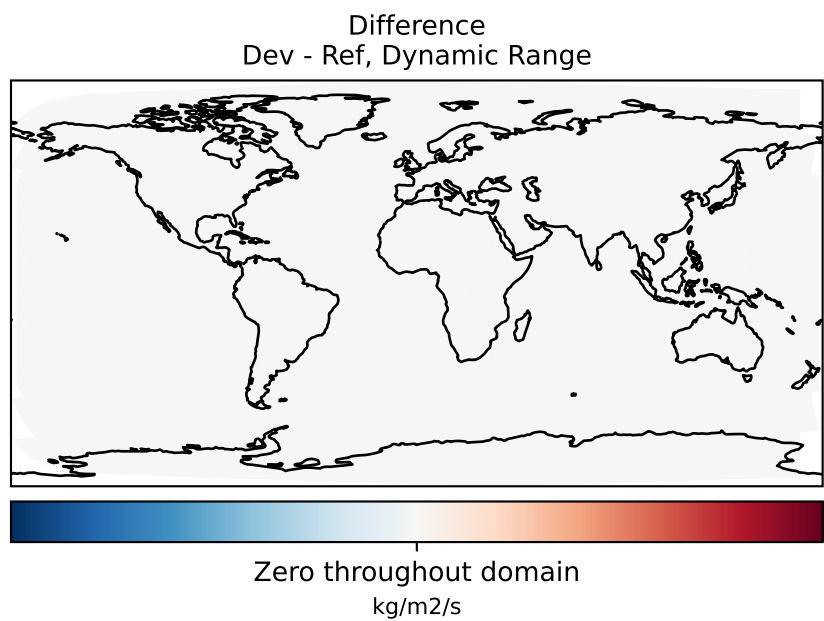 Difference
Dev - Ref, Dynamic Range
Zero throughout domain
kg/m2/s